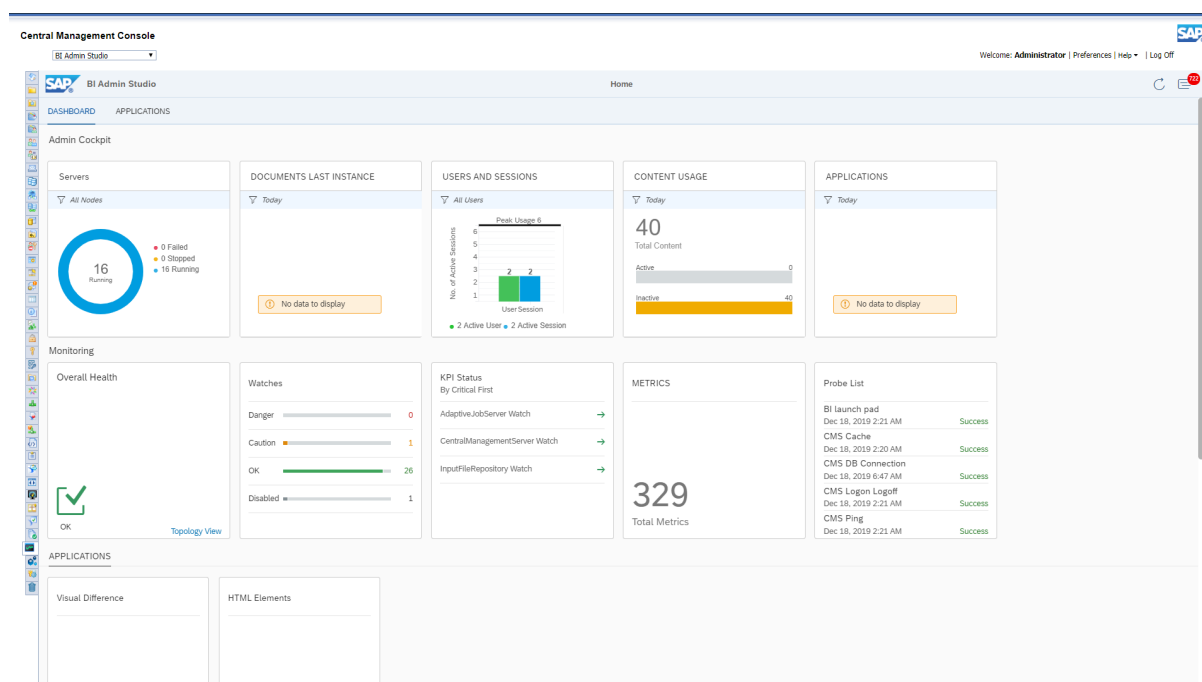 Central Management Console
SAP
BI Admin Studio
Welcome: Administrator | Preferences | Help | Log Off
SAP BI Admin Studio
Home
722
DASHBOARD APPLICATIONS
Admin Cockpit
Servers
All Nodes
16
Running
0 Failed
0 Stopped
16 Running
DOCUMENTS LAST INSTANCE
Today
No data to display
USERS AND SESSIONS
All Users
Peak Usage 6
No. of Active Sessions
6
5
4
3
2
1
2 2
User Session
2 Active User 2 Active Session
CONTENT USAGE
Today
40
Total Content
Active 0
Inactive 40
APPLICATIONS
Today
No data to display
Monitoring
Overall Health
OK
Topology View
Watches
Danger 0
Caution 1
OK 26
Disabled 1
KPI Status
By Critical First
AdaptiveJobServer Watch
CentralManagementServer Watch
InputFileRepository Watch
METRICS
329
Total Metrics
Probe List
BI launch pad
Dec 18, 2019 2:21 AM Success
CMS Cache
Dec 18, 2019 2:20 AM Success
CMS DB Connection
Dec 18, 2019 6:47 AM Success
CMS Logon Logoff
Dec 18, 2019 2:21 AM Success
CMS Ping
Dec 18, 2019 2:21 AM Success
APPLICATIONS
Visual Difference
HTML Elements